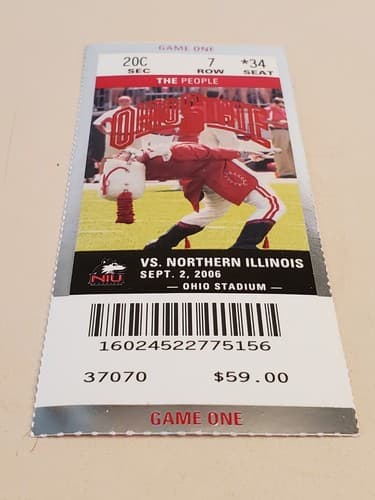 GAME ONE
20C 7 *34
SEC ROW SEAT
THE PEOPLE
OHIO STATE
VS. NORTHERN ILLINOIS
SEPT. 2, 2006
— OHIO STADIUM —
NIU
16024522775156
37070 $59.00
GAME ONE